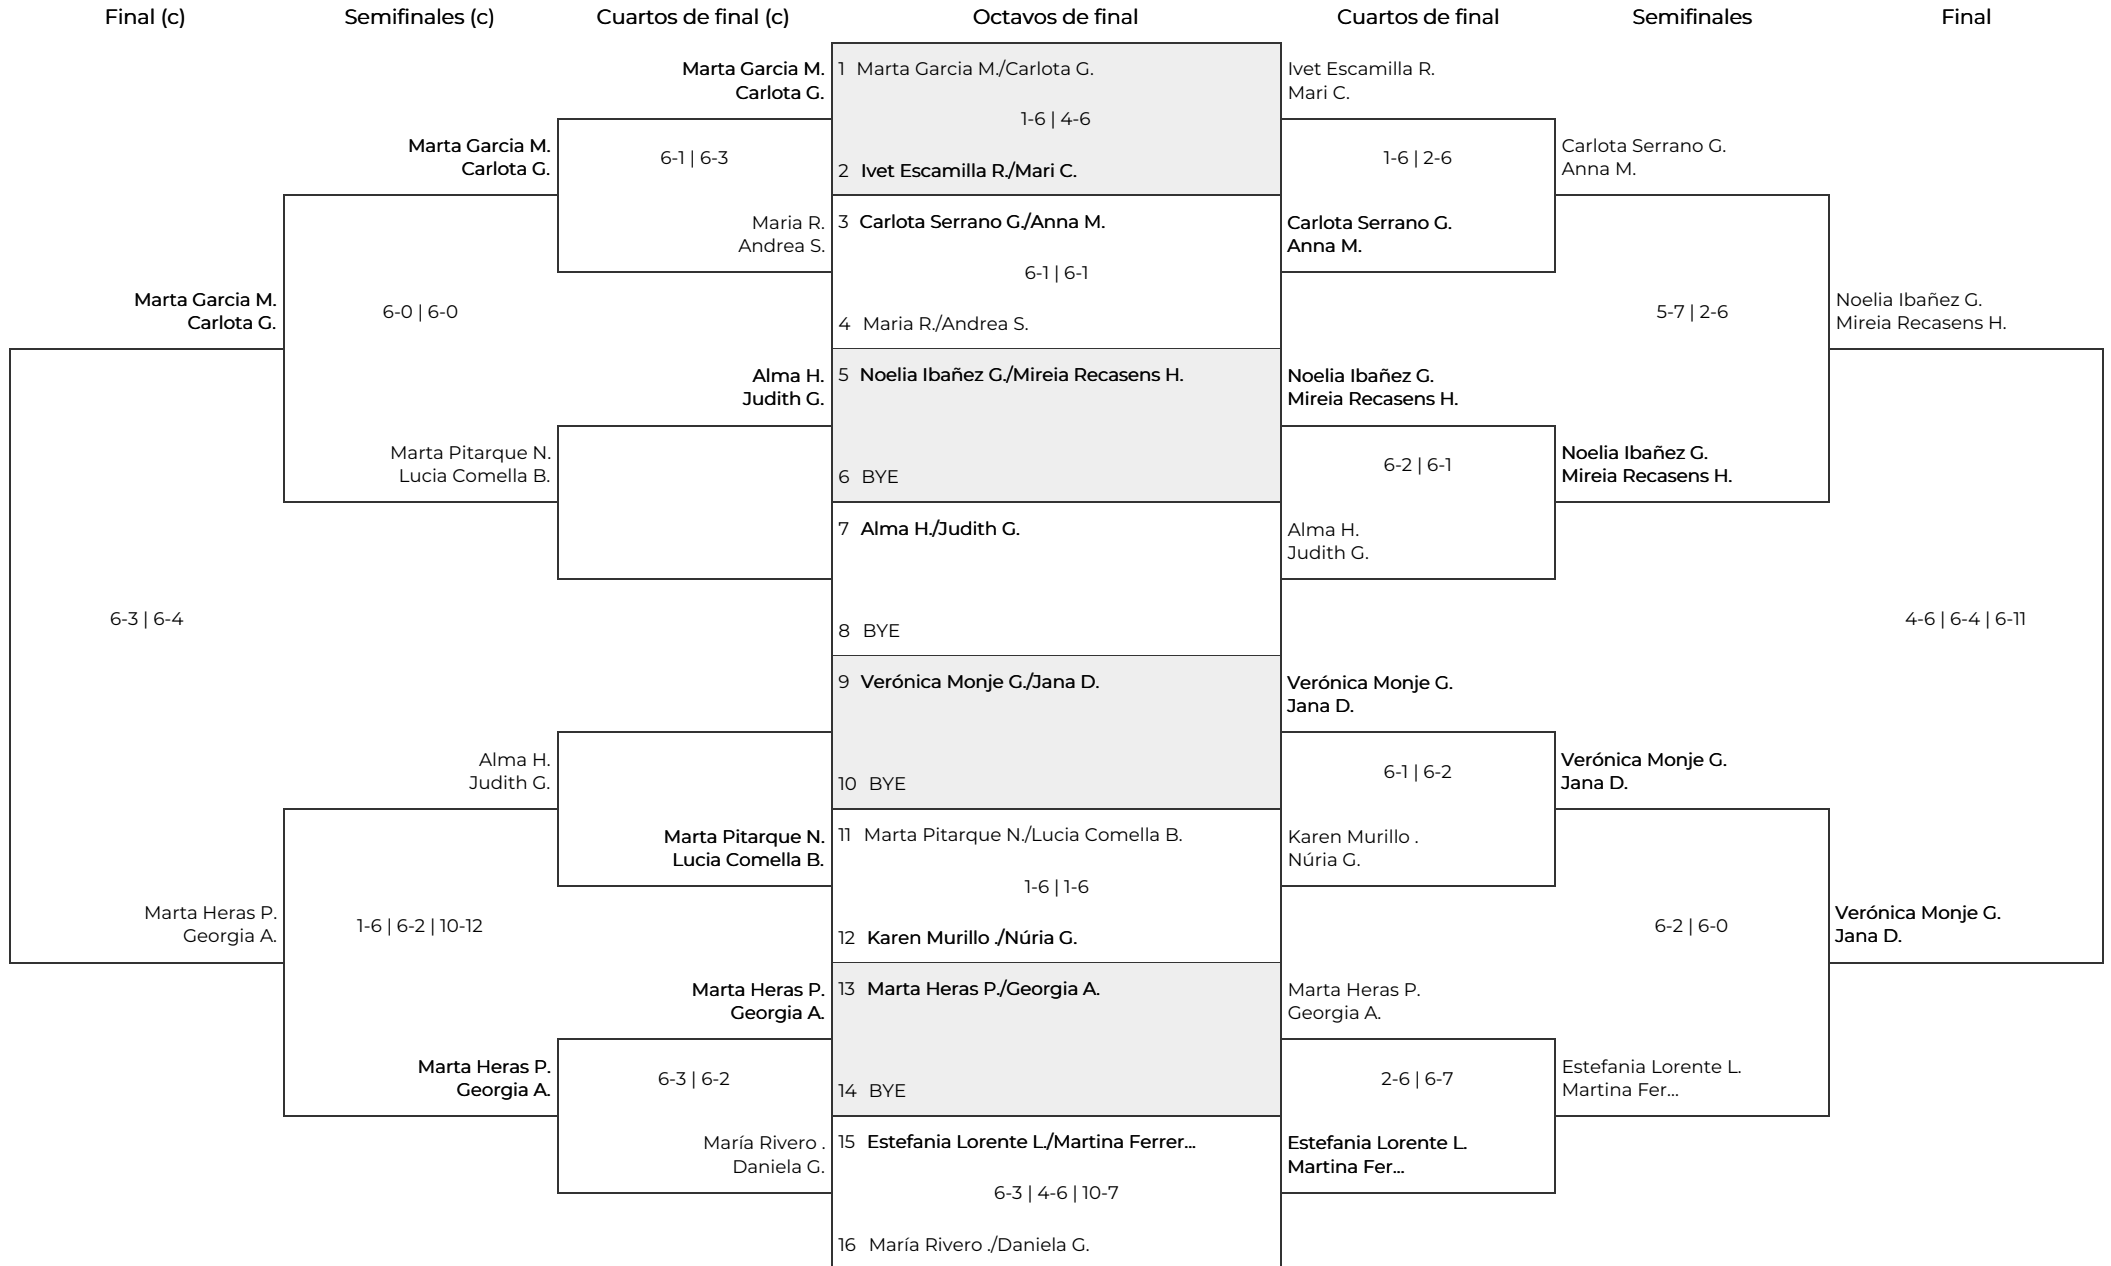 Final (c)
Semifinales (c)
Cuartos de final (c)
Octavos de final
Cuartos de final
Semifinales
Final
Marta Garcia M.
Carlota G.
6-3 | 6-4
Marta Heras P.
Georgia A.
Marta Garcia M.
Carlota G.
6-0 | 6-0
Marta Pitarque N.
Lucia Comella B.
Alma H.
Judith G.
1-6 | 6-2 | 10-12
Marta Heras P.
Georgia A.
Marta Garcia M.
Carlota G.
6-1 | 6-3
Maria R.
Andrea S.
Alma H.
Judith G.
Marta Pitarque N.
Lucia Comella B.
Marta Heras P.
Georgia A.
6-3 | 6-2
María Rivero .
Daniela G.
1 Marta Garcia M./Carlota G.
1-6 | 4-6
2 Ivet Escamilla R./Mari C.
3 Carlota Serrano G./Anna M.
6-1 | 6-1
4 Maria R./Andrea S.
5 Noelia Ibañez G./Mireia Recasens H.
6 BYE
7 Alma H./Judith G.
8 BYE
9 Verónica Monje G./Jana D.
10 BYE
11 Marta Pitarque N./Lucia Comella B.
1-6 | 1-6
12 Karen Murillo ./Núria G.
13 Marta Heras P./Georgia A.
14 BYE
15 Estefania Lorente L./Martina Ferrer...
6-3 | 4-6 | 10-7
16 María Rivero ./Daniela G.
Ivet Escamilla R.
Mari C.
1-6 | 2-6
Carlota Serrano G.
Anna M.
Noelia Ibañez G.
Mireia Recasens H.
6-2 | 6-1
Alma H.
Judith G.
Verónica Monje G.
Jana D.
6-1 | 6-2
Karen Murillo .
Núria G.
Marta Heras P.
Georgia A.
2-6 | 6-7
Estefania Lorente L.
Martina Fer...
Carlota Serrano G.
Anna M.
5-7 | 2-6
Noelia Ibañez G.
Mireia Recasens H.
Verónica Monje G.
Jana D.
6-2 | 6-0
Estefania Lorente L.
Martina Fer...
Noelia Ibañez G.
Mireia Recasens H.
4-6 | 6-4 | 6-11
Verónica Monje G.
Jana D.